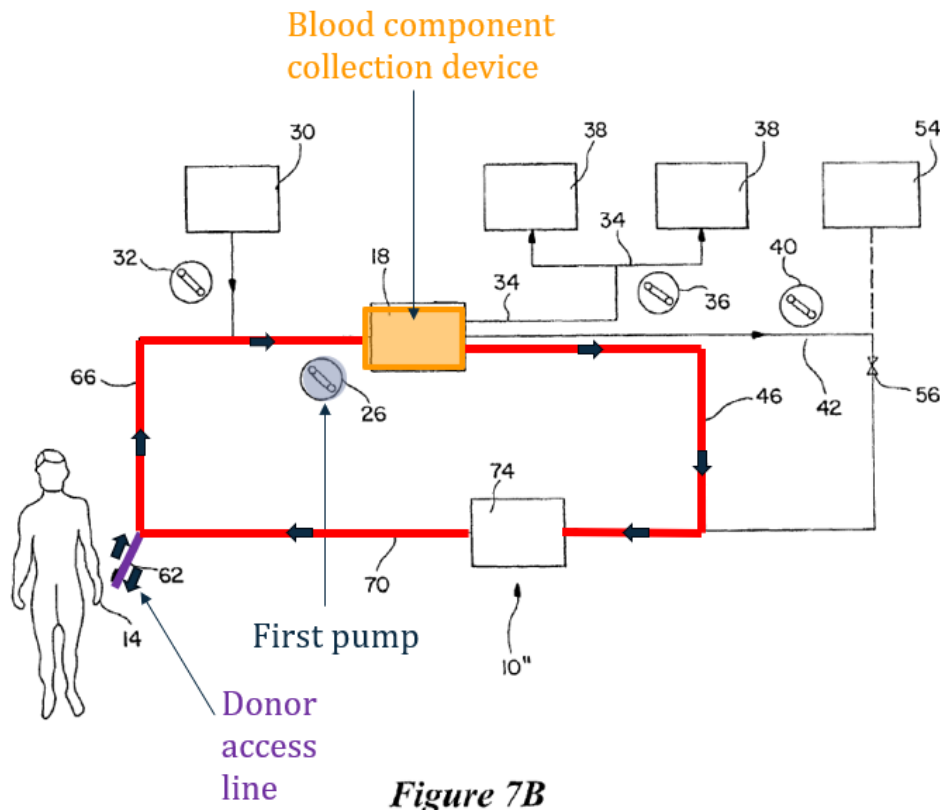 Blood component
collection device
30
38
38
54
32
34
40
18
34
36
66
26
46
42
56
74
62
70
14
First pump
10"
Donor
access
line
Figure 7B